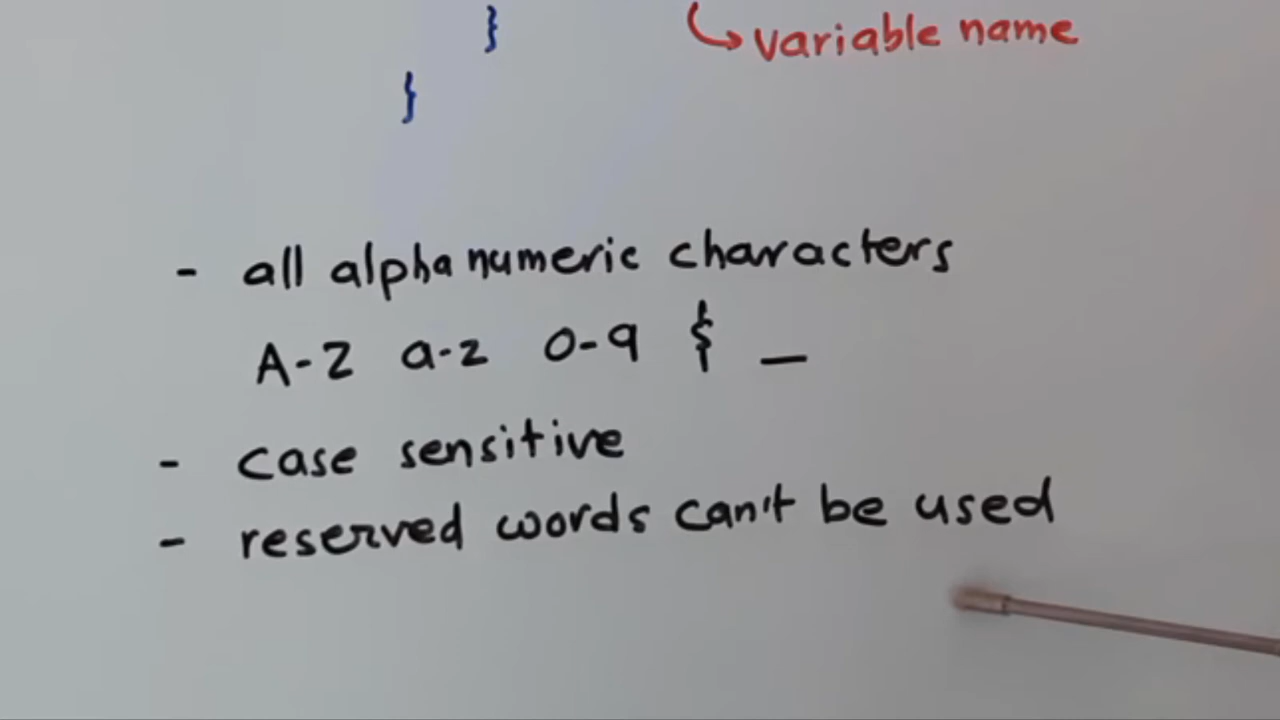 }
variable name
}
- all alphanumeric characters
A-Z a-z 0-9 $ _
- case sensitive
- reserved words can't be used